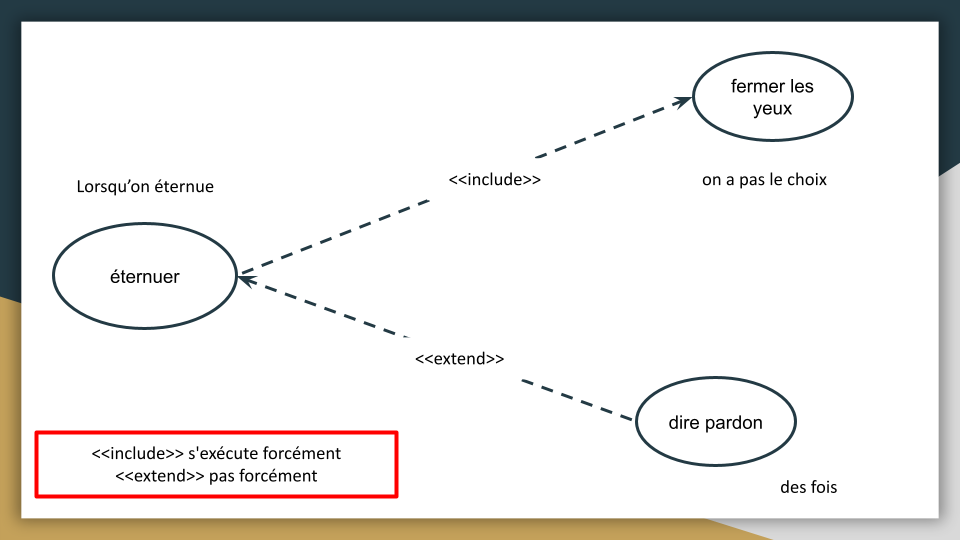 fermer les
yeux
<<include>>
on a pas le choix
Lorsqu’on éternue
éternuer
<<extend>>
dire pardon
des fois
<<include>> s'exécute forcément
<<extend>> pas forcément